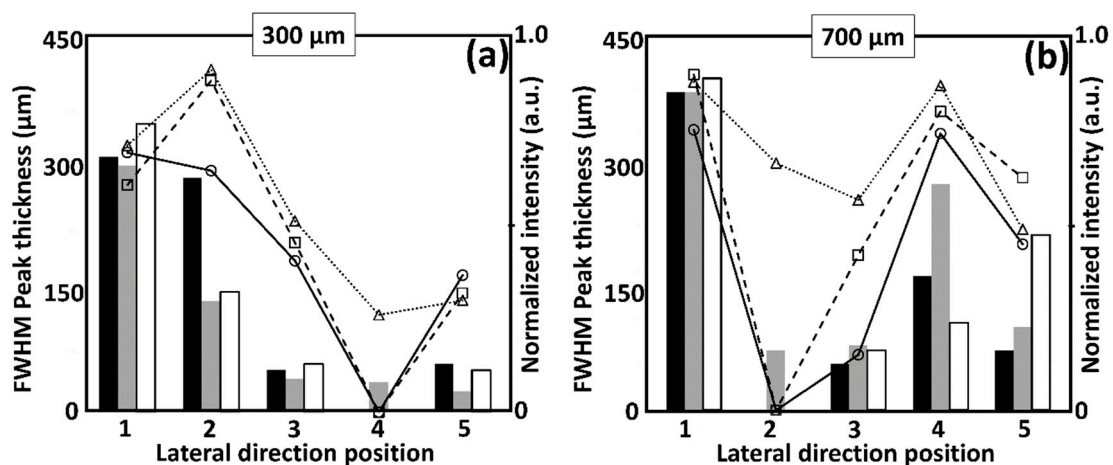 300 µm
(a)
450
300
150
0
FWHM Peak thickness (µm)
1.0
0
Normalized intensity (a.u.)
1 2 3 4 5
Lateral direction position
700 µm
(b)
450
300
150
0
FWHM Peak thickness (µm)
1.0
0
Normalized intensity (a.u.)
1 2 3 4 5
Lateral direction position